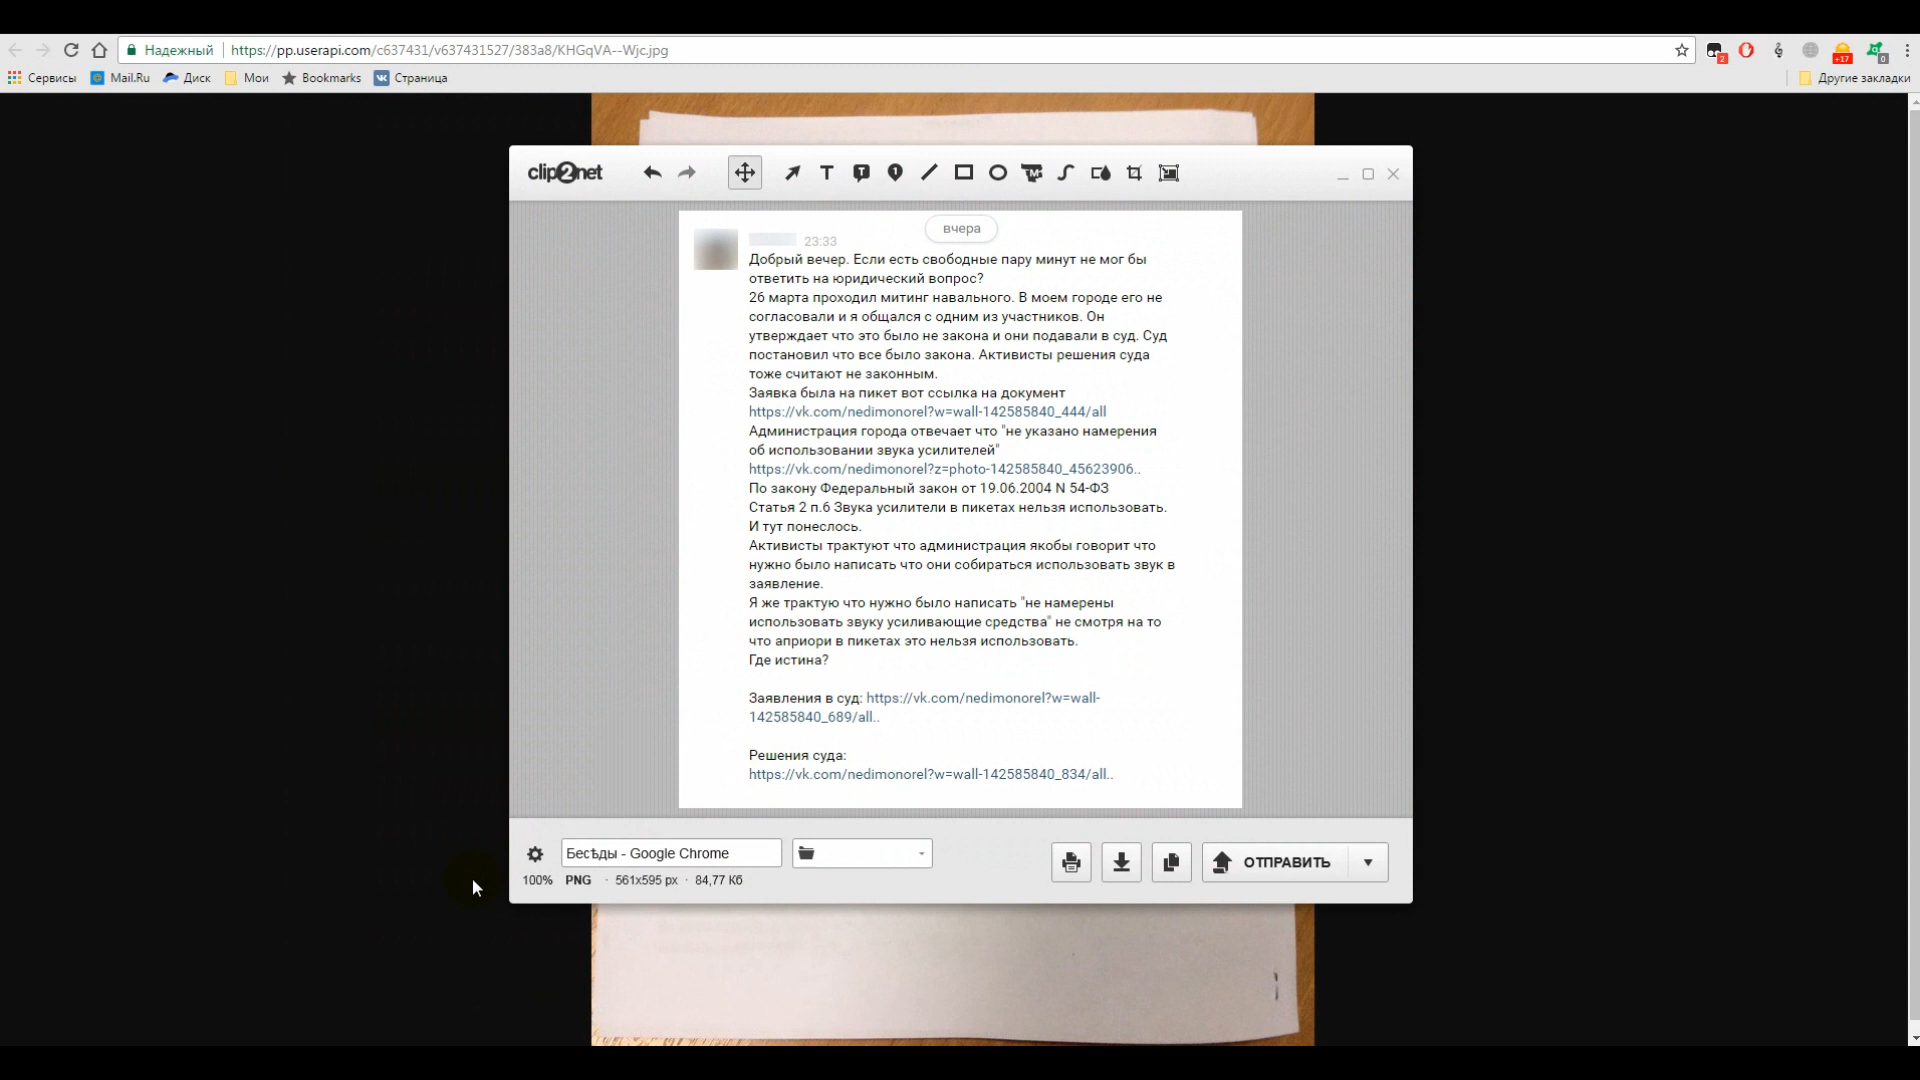 Надежный https://pp.userapi.com/c637431/v637431527/383a8/KHGqVA--Wjc.jpg
2 +17 0
Сервисы Mail.Ru Диск Мои Bookmarks Страница Другие закладки
clip2net
вчера
23:33
Добрый вечер. Если есть свободные пару минут не мог бы
ответить на юридический вопрос?
26 марта проходил митинг навального. В моем городе его не
согласовали и я общался с одним из участников. Он
утверждает что это было не закона и они подавали в суд. Суд
постановил что все было закона. Активисты решения суда
тоже считают не законным.
Заявка была на пикет вот ссылка на документ
https://vk.com/nedimonorel?w=wall-142585840_444/all
Администрация города отвечает что "не указано намерения
об использовании звука усилителей"
https://vk.com/nedimonorel?z=photo-142585840_45623906..
По закону Федеральный закон от 19.06.2004 N 54-ФЗ
Статья 2 п.6 Звука усилители в пикетах нельзя использовать.
И тут понеслось.
Активисты трактуют что администрация якобы говорит что
нужно было написать что они собираться использовать звук в
заявление.
Я же трактую что нужно было написать "не намерены
использовать звуку усиливающие средства" не смотря на то
что априори в пикетах это нельзя использовать.
Где истина?
Заявления в суд: https://vk.com/nedimonorel?w=wall-
142585840_689/all..
Решения суда:
https://vk.com/nedimonorel?w=wall-142585840_834/all..
Бесѣды - Google Chrome
ОТПРАВИТЬ
100% PNG · 561x595 px · 84,77 Кб